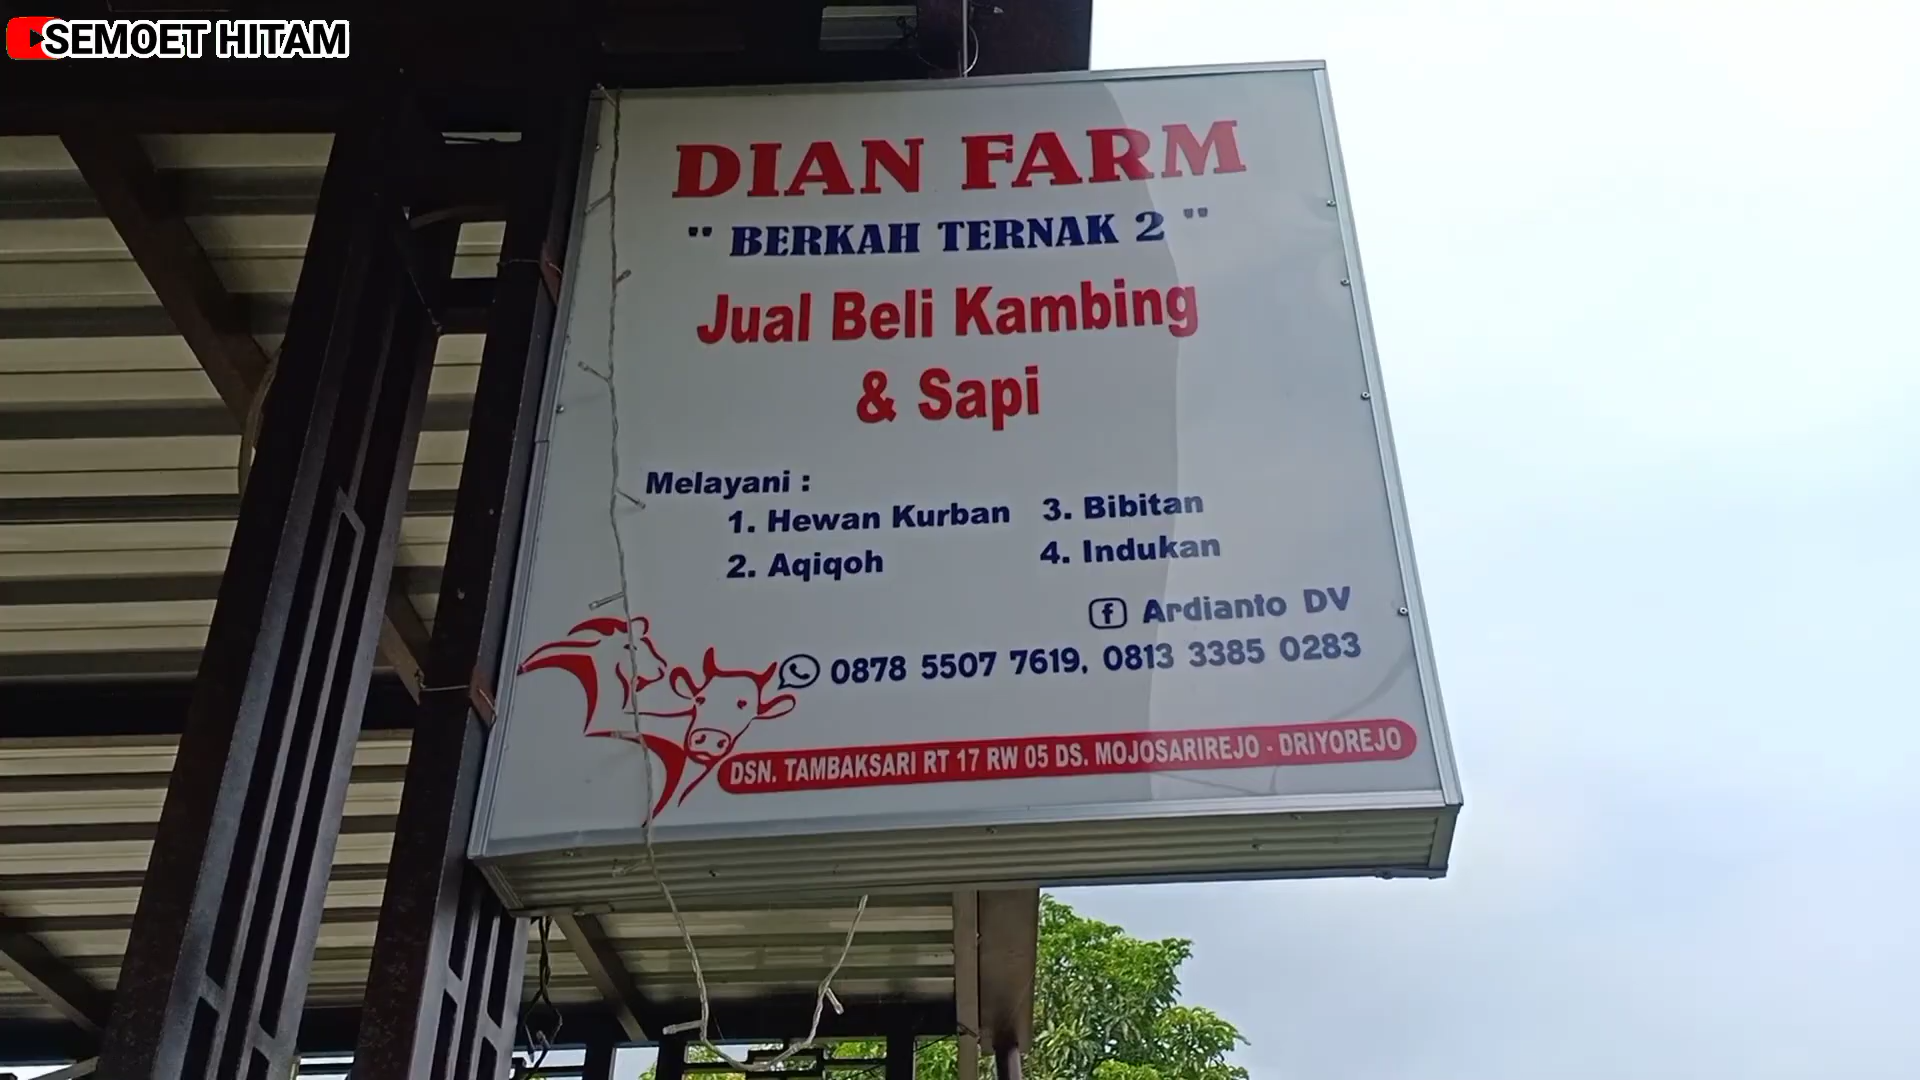 SEMOET HITAM
DIAN FARM
" BERKAH TERNAK 2 "
Jual Beli Kambing
& Sapi
Melayani :
1. Hewan Kurban
2. Aqiqoh
3. Bibitan
4. Indukan
Ardianto DV
0878 5507 7619, 0813 3385 0283
DSN. TAMBAKSARI RT 17 RW 05 DS. MOJOSARIREJO - DRIYOREJO